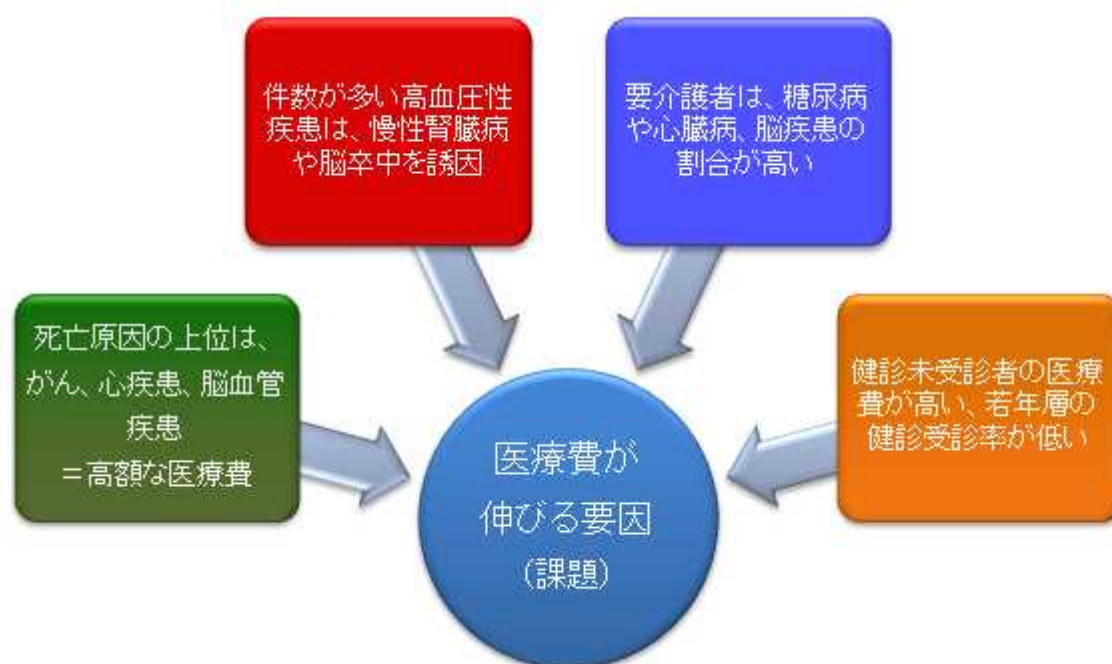 件数が多い高血圧性
疾患は、慢性腎臓病
や脳卒中を誘因
要介護者は、糖尿病
や心臓病、脳疾患の
割合が高い
死亡原因の上位は、
がん、心疾患、脳血管
疾患
＝高額な医療費
健診未受診者の医療
費が高い、若年層の
健診受診率が低い
医療費が
伸びる要因
（課題）